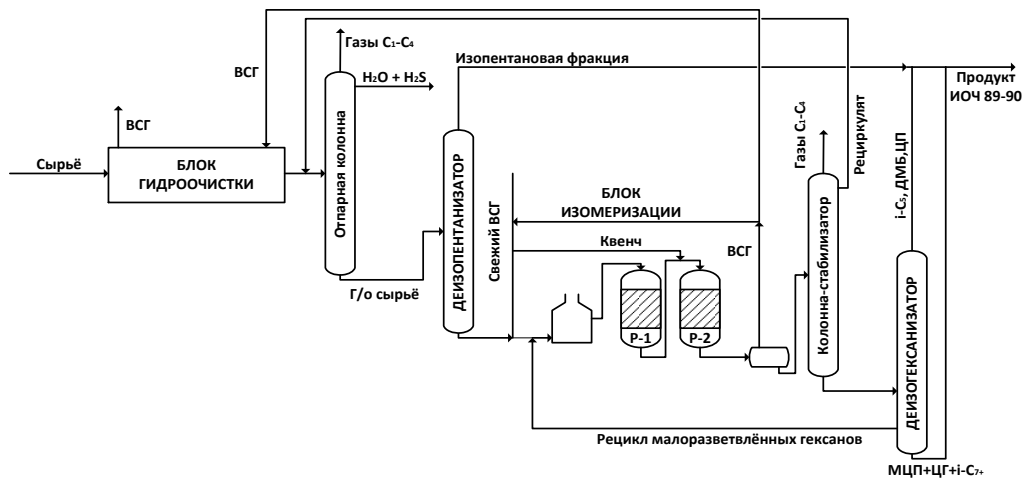 Газы C₁-C₄
H₂O + H₂S
ВСГ
ВСГ
Сырьё
БЛОК
ГИДРООЧИСТКИ
Отпарная колонна
Г/о сырьё
ДЕИЗОПЕНТАНИЗАТОР
Изопентановая фракция
Свежий ВСГ
БЛОК
ИЗОМЕРИЗАЦИИ
Квенч
ВСГ
Р-1
Р-2
Газы C₁-C₄
Рециркулят
Колонна-стабилизатор
i-C₅, ДМБ,ЦП
Продукт
ИОЧ 89-90
ДЕИЗОГЕКСАНИЗАТОР
Рецикл малоразветвлённых гексанов
МЦП+ЦГ+i-C₇₊